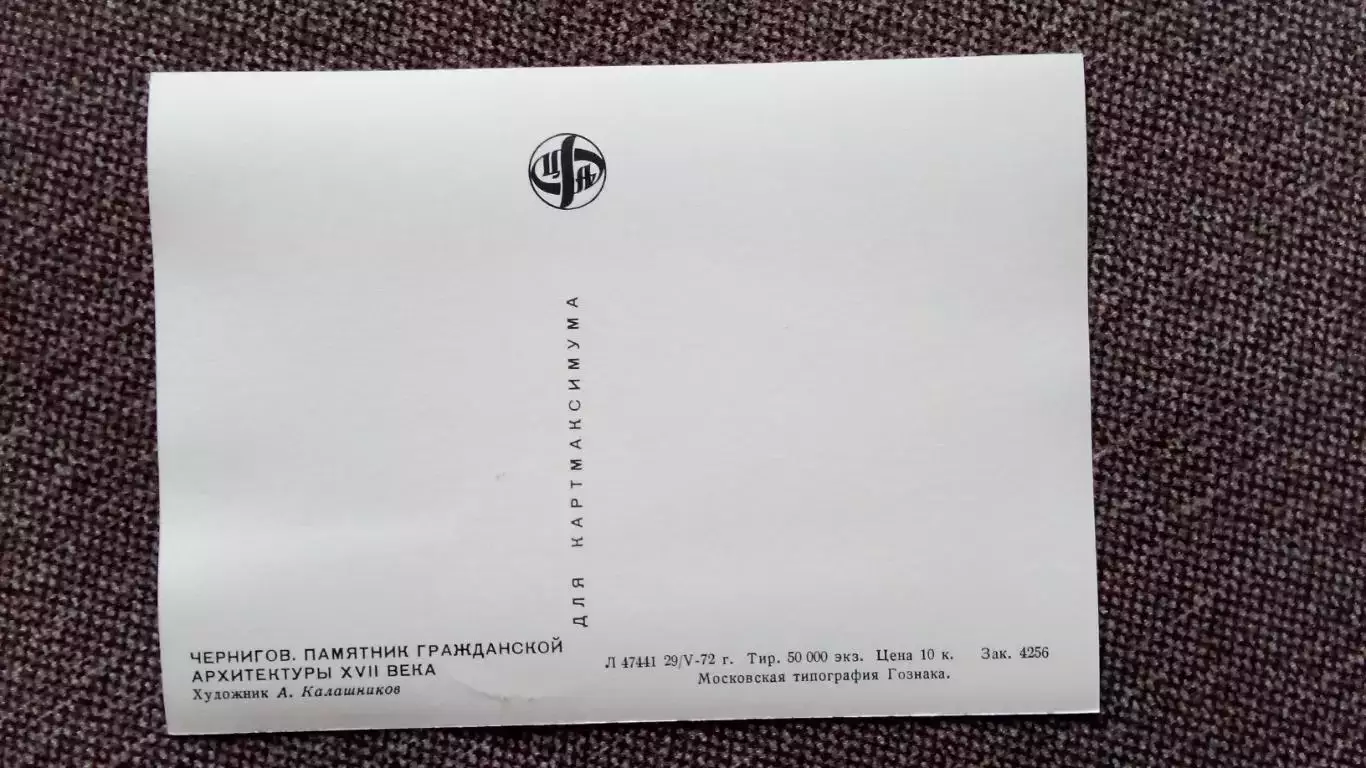 ЦФА
ДЛЯ КАРТМАКСИМУМА
ЧЕРНИГОВ. ПАМЯТНИК ГРАЖДАНСКОЙ
АРХИТЕКТУРЫ XVII ВЕКА
Художник А. Калашников
Л 47441 29/V-72 г. Тир. 50 000 экз. Цена 10 к. Зак. 4256
Московская типография Гознака.